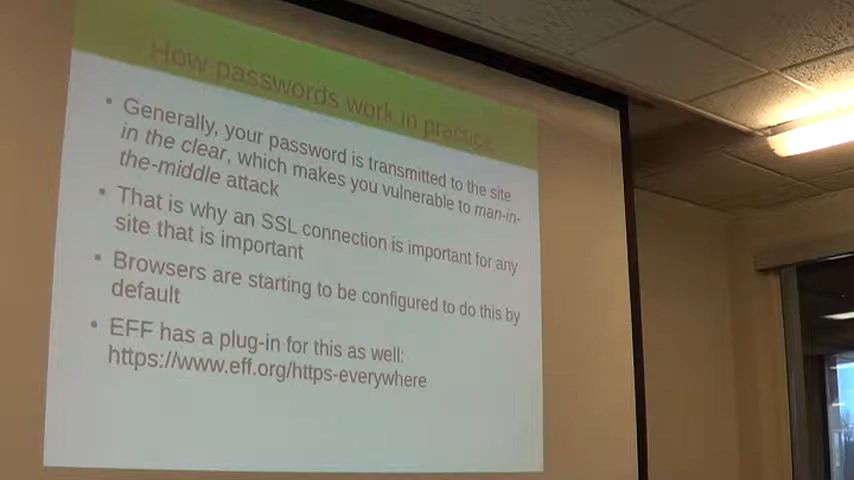 How passwords work in practice
• Generally, your password is transmitted to the site
in the clear, which makes you vulnerable to man-in-
the-middle attack
• That is why an SSL connection is important for any
site that is important
• Browsers are starting to be configured to do this by
default
• EFF has a plug-in for this as well:
https://www.eff.org/https-everywhere